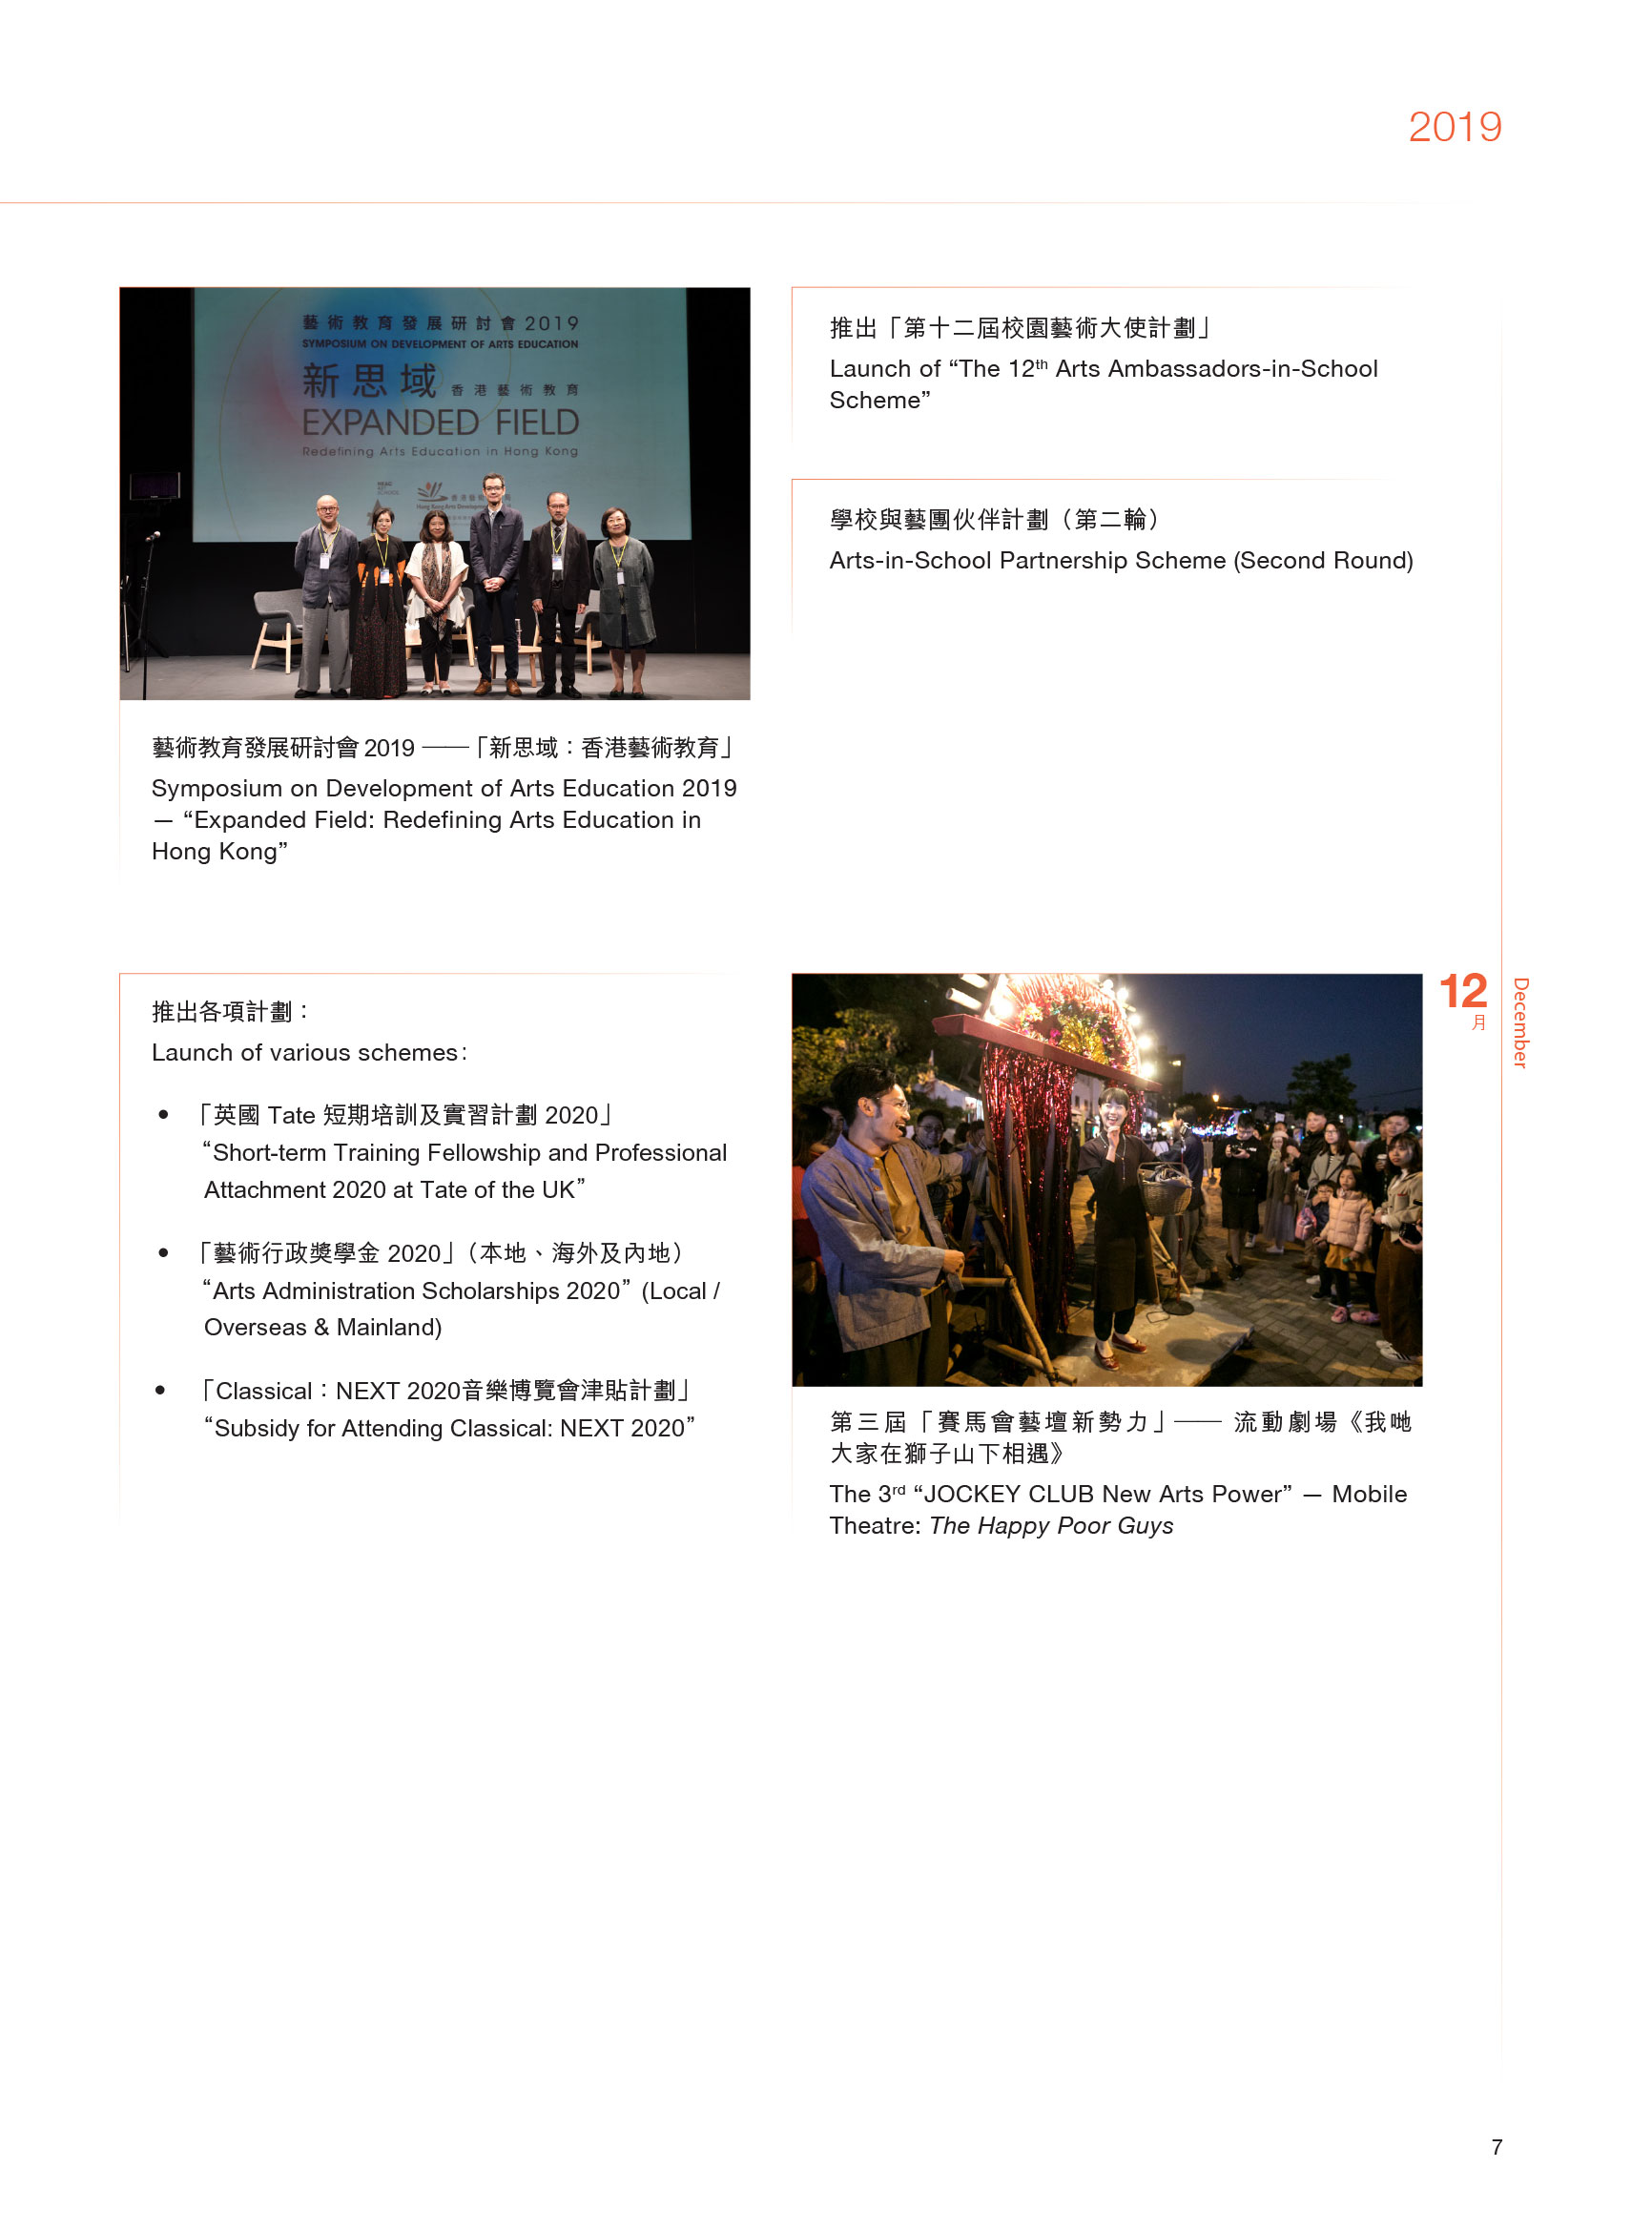 2019
藝術教育發展研討會 2019
SYMPOSIUM ON DEVELOPMENT OF ARTS EDUCATION
新思域 香港藝術教育
EXPANDED FIELD
Redefining Arts Education in Hong Kong
藝術教育發展研討會 2019 ——「新思域：香港藝術教育」
Symposium on Development of Arts Education 2019
— “Expanded Field: Redefining Arts Education in
Hong Kong”
推出「第十二屆校園藝術大使計劃」
Launch of “The 12th Arts Ambassadors-in-School
Scheme”
學校與藝團伙伴計劃（第二輪）
Arts-in-School Partnership Scheme (Second Round)
12
月
December
推出各項計劃：
Launch of various schemes:
• 「英國 Tate 短期培訓及實習計劃 2020」
“Short-term Training Fellowship and Professional
Attachment 2020 at Tate of the UK”
• 「藝術行政獎學金 2020」（本地、海外及內地）
“Arts Administration Scholarships 2020” (Local /
Overseas & Mainland)
• 「Classical：NEXT 2020音樂博覽會津貼計劃」
“Subsidy for Attending Classical: NEXT 2020”
第三屆「賽馬會藝壇新勢力」—— 流動劇場《我哋
大家在獅子山下相遇》
The 3rd “JOCKEY CLUB New Arts Power” — Mobile
Theatre: The Happy Poor Guys
7